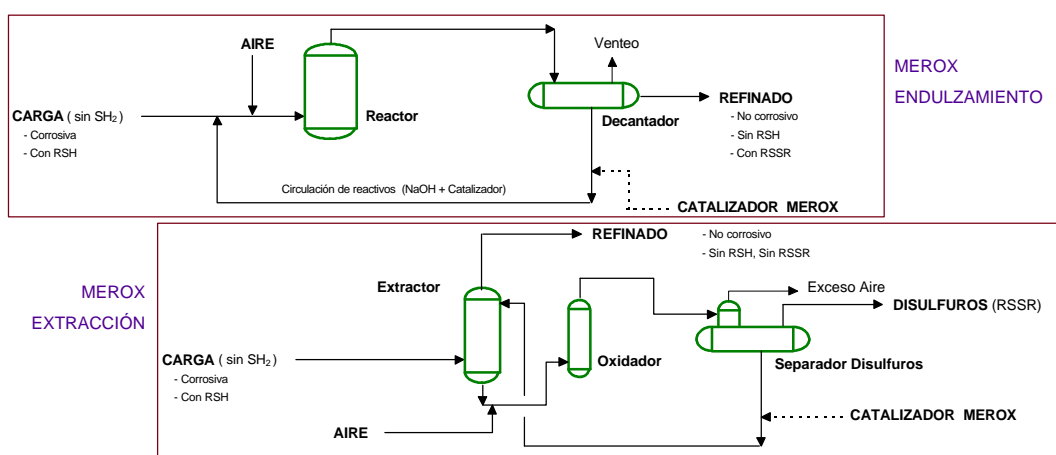 AIRE
Venteo
MEROX
ENDULZAMIENTO
CARGA ( sin SH₂)
- Corrosiva
- Con RSH
Reactor
Decantador
REFINADO
- No corrosivo
- Sin RSH
- Con RSSR
Circulación de reactivos (NaOH + Catalizador)
CATALIZADOR MEROX
MEROX
EXTRACCIÓN
REFINADO
- No corrosivo
- Sin RSH, Sin RSSR
Extractor
Exceso Aire
DISULFUROS (RSSR)
CARGA ( sin SH₂)
- Corrosiva
- Con RSH
Oxidador
Separador Disulfuros
AIRE
CATALIZADOR MEROX